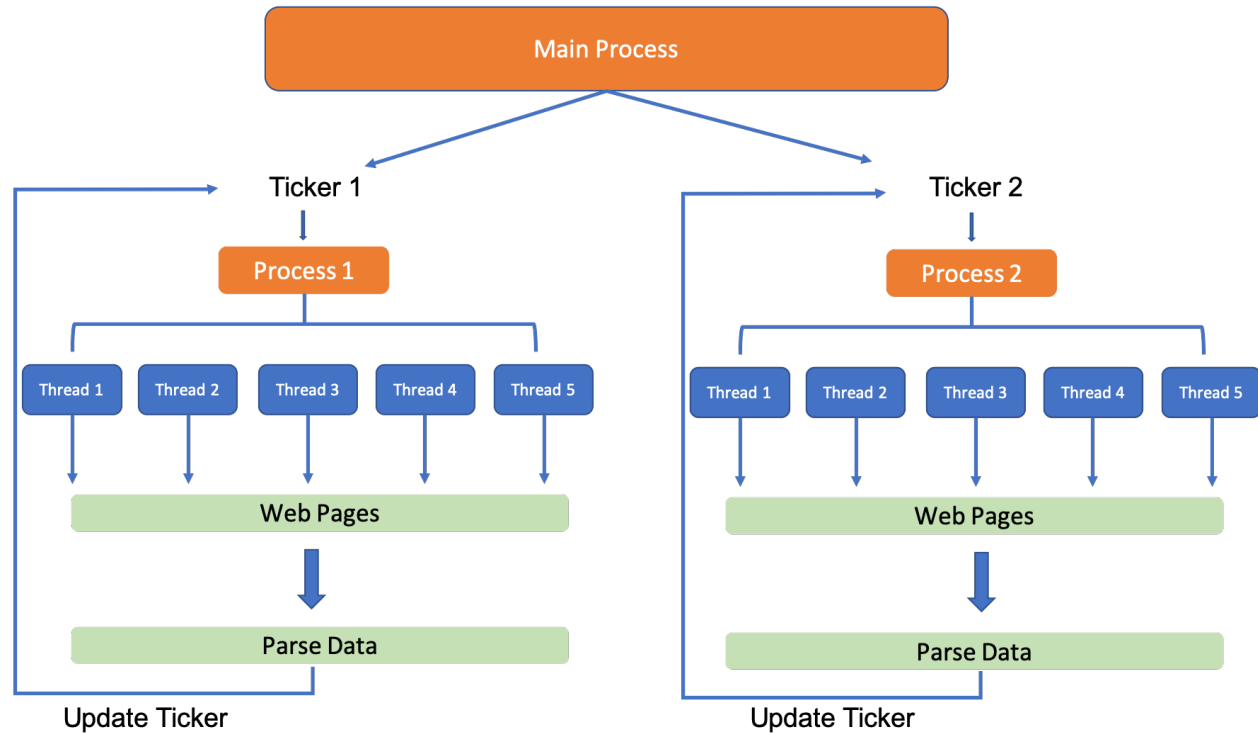 Main Process
Ticker 1
Ticker 2
Process 1
Process 2
Thread 1
Thread 2
Thread 3
Thread 4
Thread 5
Thread 1
Thread 2
Thread 3
Thread 4
Thread 5
Web Pages
Web Pages
Parse Data
Parse Data
Update Ticker
Update Ticker